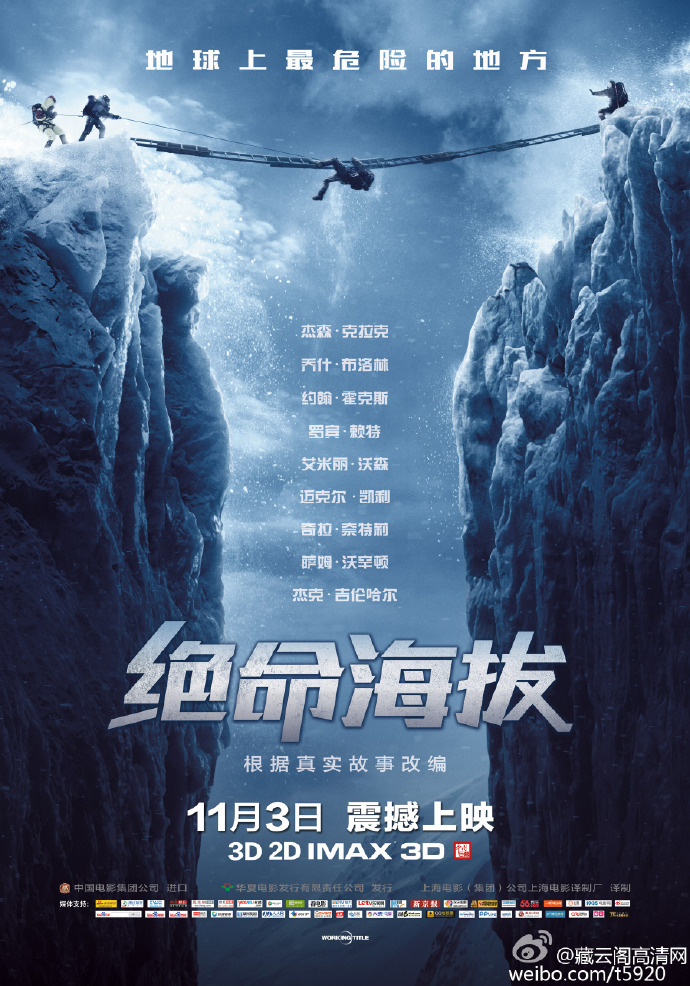 地球上最危险的地方
杰森·克拉克
乔什·布洛林
约翰·霍克斯
罗宾·赖特
艾米丽·沃森
迈克尔·凯利
奇拉·奈特利
萨姆·沃辛顿
杰克·吉伦哈尔
绝命海拔
根据真实故事改编
11月3日 震撼上映
3D 2D IMAX 3D
中国电影集团公司 进口 华夏电影发行有限责任公司 发行 上海电影（集团）公司上海电影译制厂 译制
媒体支持:
WORKING TITLE
@藏云阁高清网
weibo.com/t5920